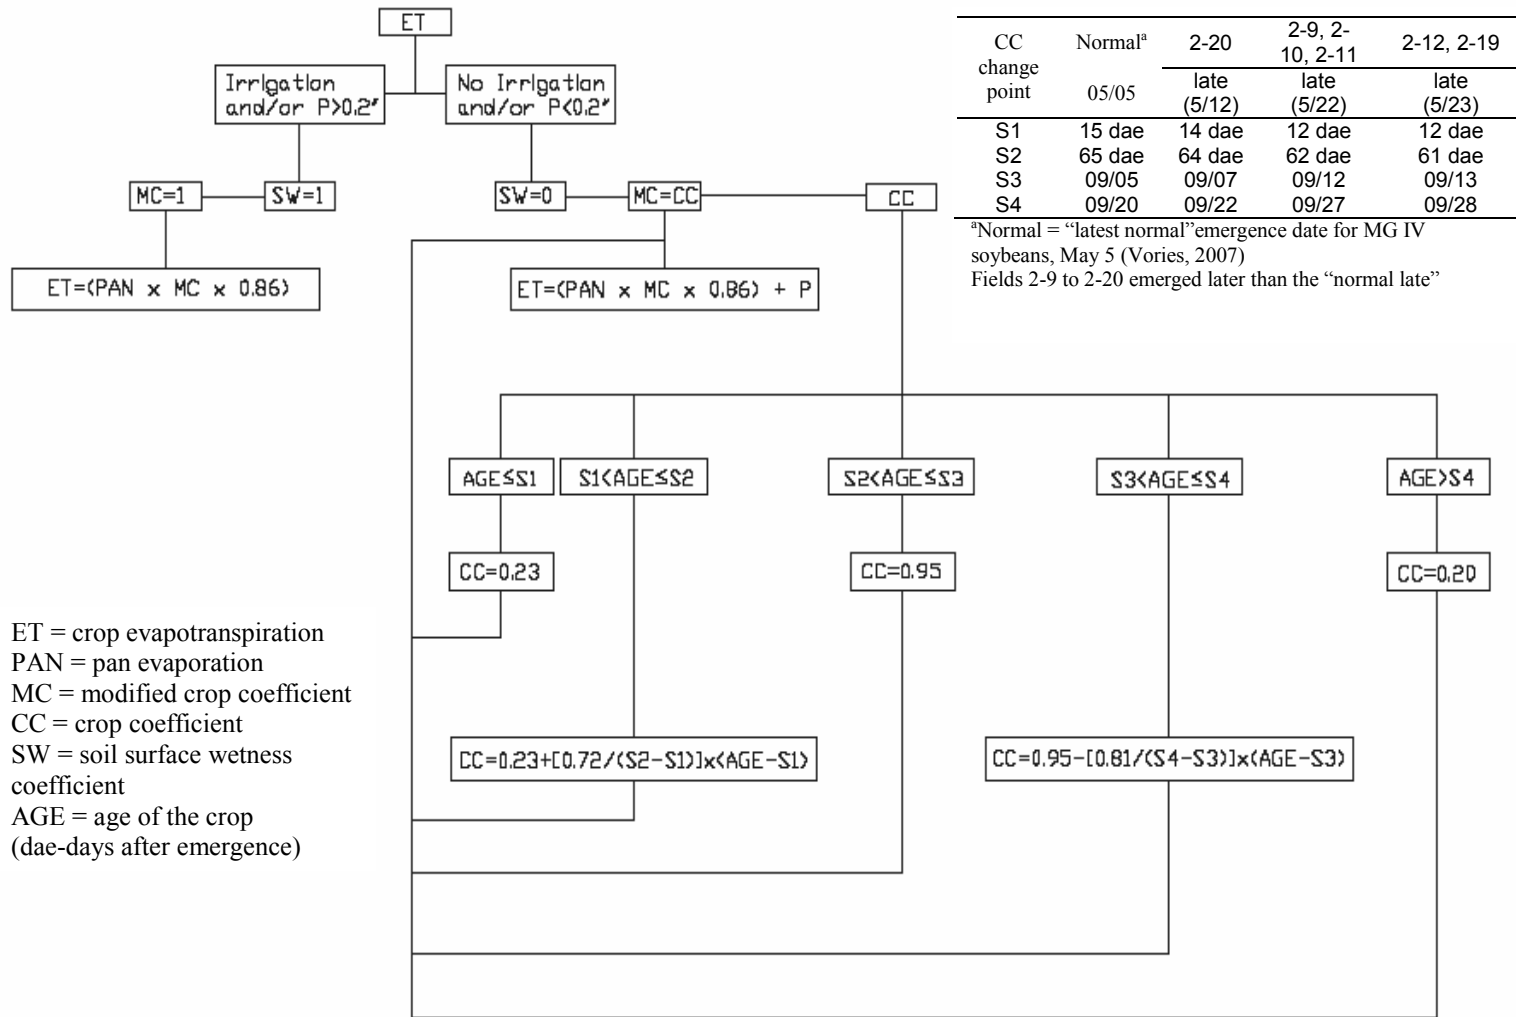 ET
Irrigation
and/or P>0.2"
No Irrigation
and/or P<0.2"
MC=1
SW=1
SW=0
MC=CC
CC
ET=(PAN x MC x 0.86)
ET=(PAN x MC x 0.86) + P
CC change point Normalᵃ 2-20 2-9, 2-10, 2-11 2-12, 2-19
05/05 late (5/12) late (5/22) late (5/23)
S1 15 dae 14 dae 12 dae 12 dae
S2 65 dae 64 dae 62 dae 61 dae
S3 09/05 09/07 09/12 09/13
S4 09/20 09/22 09/27 09/28
ᵃNormal = “latest normal”emergence date for MG IV
soybeans, May 5 (Vories, 2007)
Fields 2-9 to 2-20 emerged later than the “normal late”
AGE≤S1
S1<AGE≤S2
S2<AGE≤S3
S3<AGE≤S4
AGE>S4
CC=0.23
CC=0.95
CC=0.20
CC=0.23+[0.72/(S2-S1)]x(AGE-S1)
CC=0.95-[0.81/(S4-S3)]x(AGE-S3)
ET = crop evapotranspiration
PAN = pan evaporation
MC = modified crop coefficient
CC = crop coefficient
SW = soil surface wetness
coefficient
AGE = age of the crop
(dae-days after emergence)